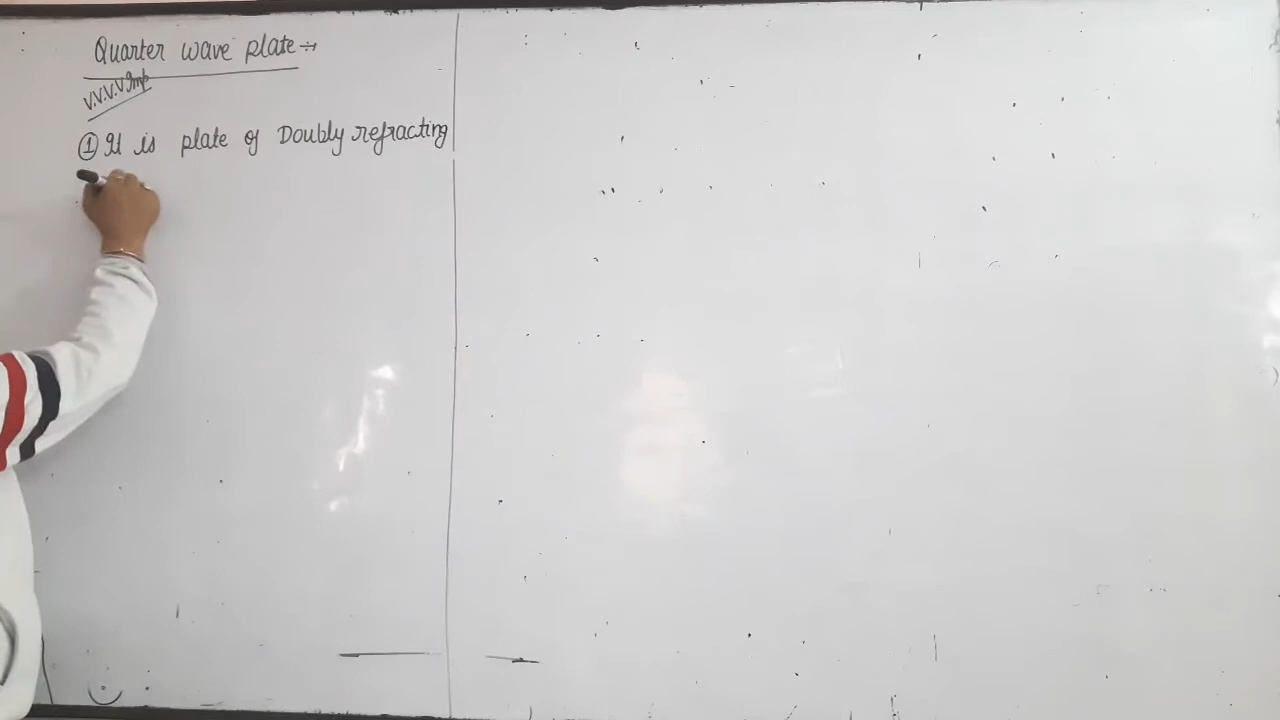 Quarter wave plate →
V.V.V.V Imp
① It is plate of Doubly refracting